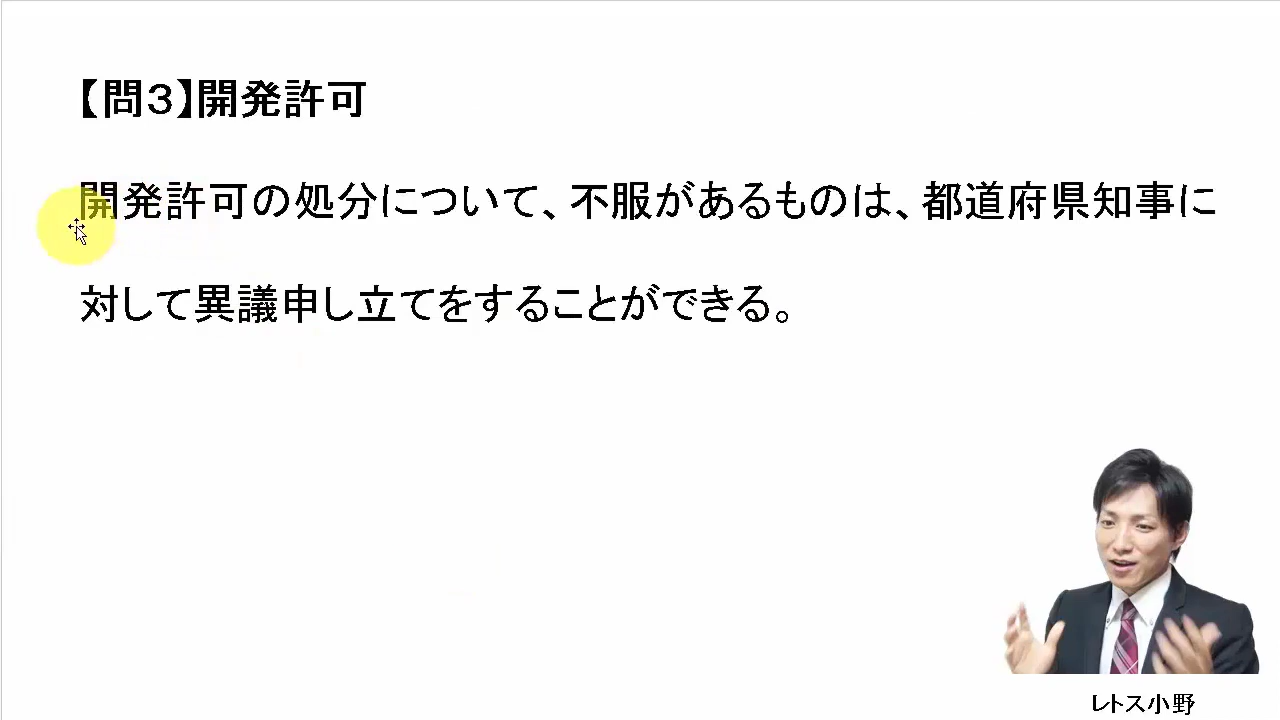 【問３】開発許可
開発許可の処分について、不服があるものは、都道府県知事に
対して異議申し立てをすることができる。
レトス小野